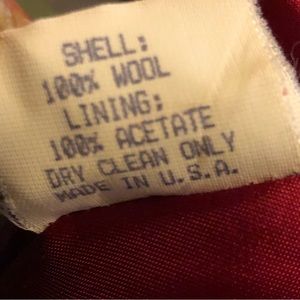 SHELL:
100% WOOL
LINING:
100% ACETATE
DRY CLEAN ONLY
MADE IN U.S.A.